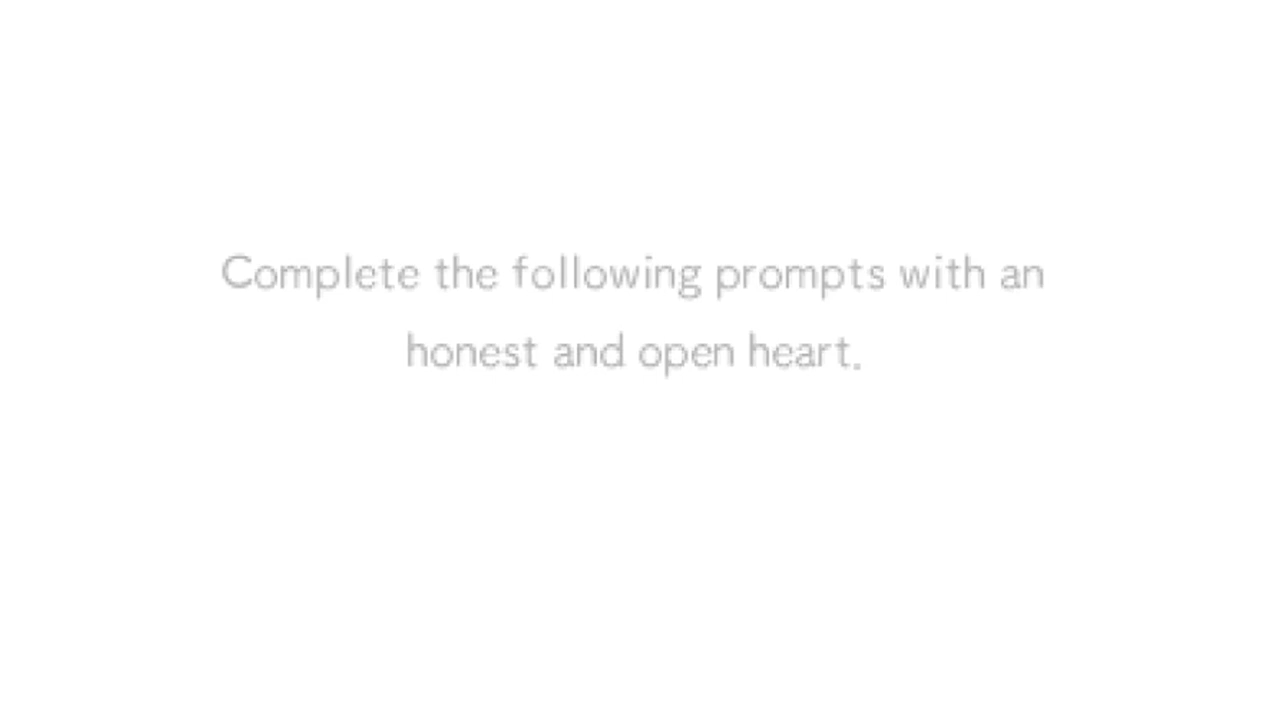 Complete the following prompts with an
honest and open heart.